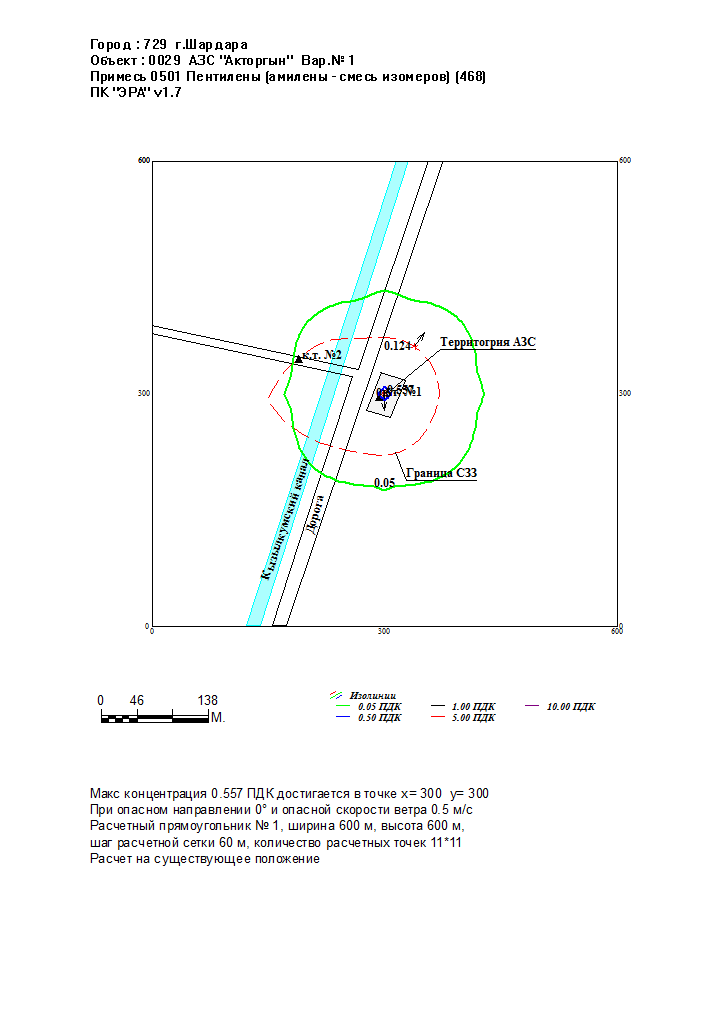 Город : 729 г.Шардара
Объект : 0029 АЗС "Акторгын" Вар.№ 1
Примесь 0501 Пентилены (амилены - смесь изомеров) (468)
ПК "ЭРА" v1.7
600
600
Территогрия АЗС
0.124
к.т. №2
300
300
0.557
№1
Граница СЗЗ
0.05
Кызылкумский канал
Дорога
0
300
600
0 46 138
М.
Изолинии
0.05 ПДК 1.00 ПДК 10.00 ПДК
0.50 ПДК 5.00 ПДК
Макс концентрация 0.557 ПДК достигается в точке x= 300 y= 300
При опасном направлении 0° и опасной скорости ветра 0.5 м/с
Расчетный прямоугольник № 1, ширина 600 м, высота 600 м,
шаг расчетной сетки 60 м, количество расчетных точек 11*11
Расчет на существующее положение